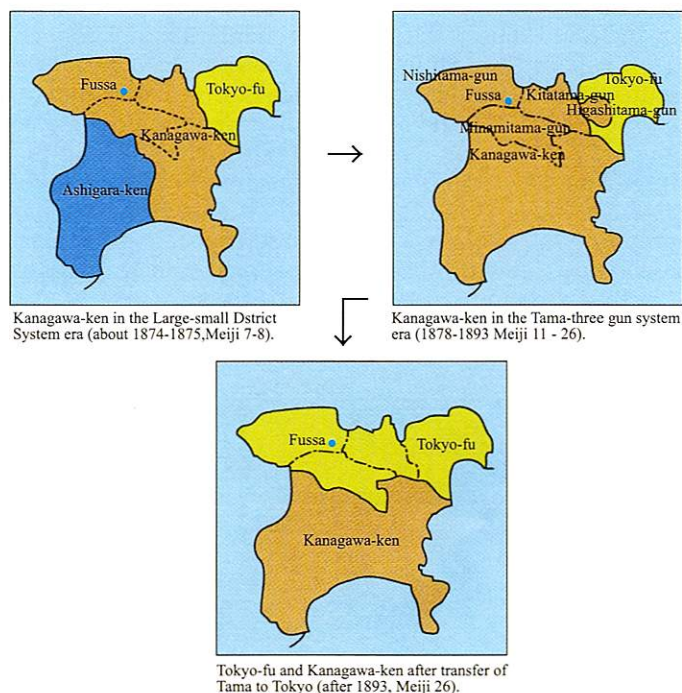 Fussa
Tokyo-fu
Kanagawa-ken
Ashigara-ken
Kanagawa-ken in the Large-small Dstrict
System era (about 1874-1875,Meiji 7-8).
Nishitama-gun
Tokyo-fu
Fussa
Kitatama-gun
Higashitama-gun
Minamitama-gun
Kanagawa-ken
Kanagawa-ken in the Tama-three gun system
era (1878-1893 Meiji 11 - 26).
Fussa
Tokyo-fu
Kanagawa-ken
Tokyo-fu and Kanagawa-ken after transfer of
Tama to Tokyo (after 1893, Meiji 26).